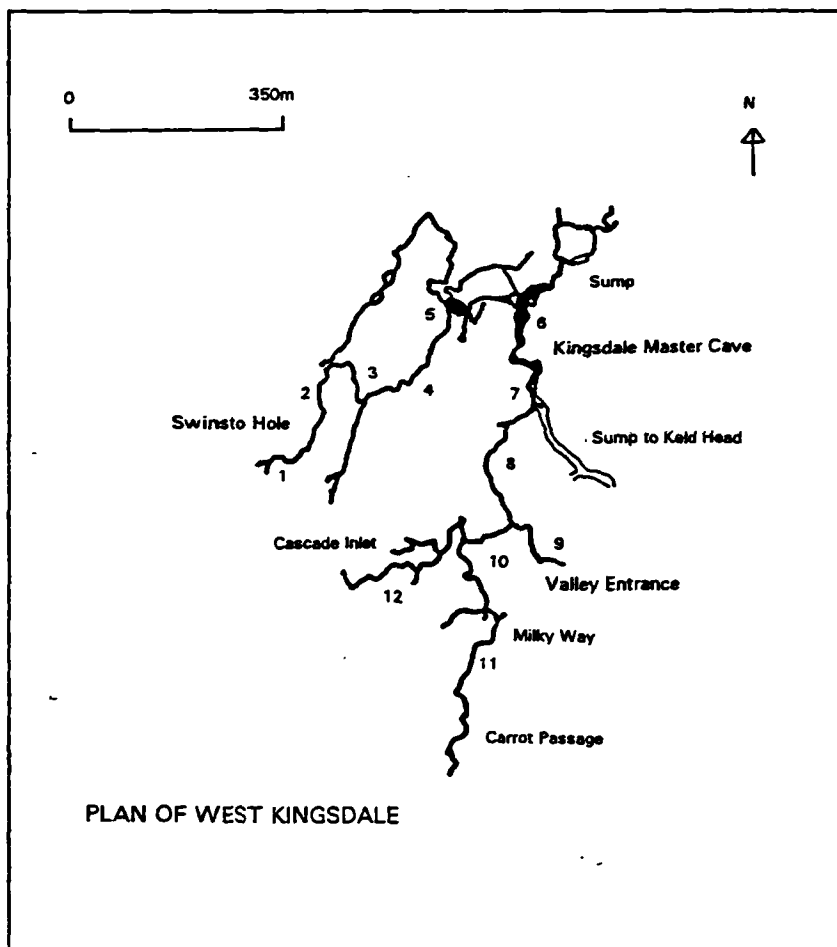 0 350m
N
Sump
5
6
Kingsdale Master Cave
3
2
4
7
Swinsto Hole
Sump to Keld Head
8
1
Cascade Inlet
9
10
Valley Entrance
12
Milky Way
11
Carrot Passage
PLAN OF WEST KINGSDALE